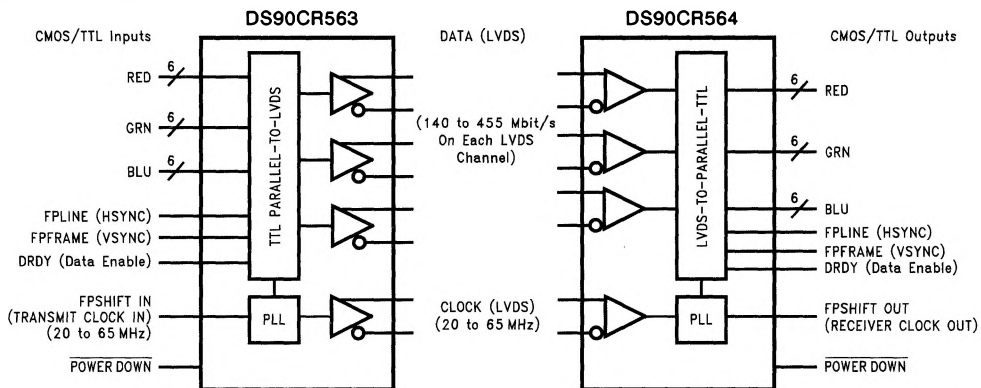 DS90CR563
DS90CR564
CMOS/TTL Inputs
DATA (LVDS)
CMOS/TTL Outputs
6
RED
6
GRN
6
BLU
FPLINE (HSYNC)
FPFRAME (VSYNC)
DRDY (Data Enable)
FPSHIFT IN
(TRANSMIT CLOCK IN)
(20 to 65 MHz)
POWER DOWN
TTL PARALLEL-TO-LVDS
PLL
(140 to 455 Mbit/s
On Each LVDS
Channel)
CLOCK (LVDS)
(20 to 65 MHz)
LVDS-TO-PARALLEL-TTL
PLL
6
RED
6
GRN
6
BLU
FPLINE (HSYNC)
FPFRAME (VSYNC)
DRDY (Data Enable)
FPSHIFT OUT
(RECEIVER CLOCK OUT)
POWER DOWN